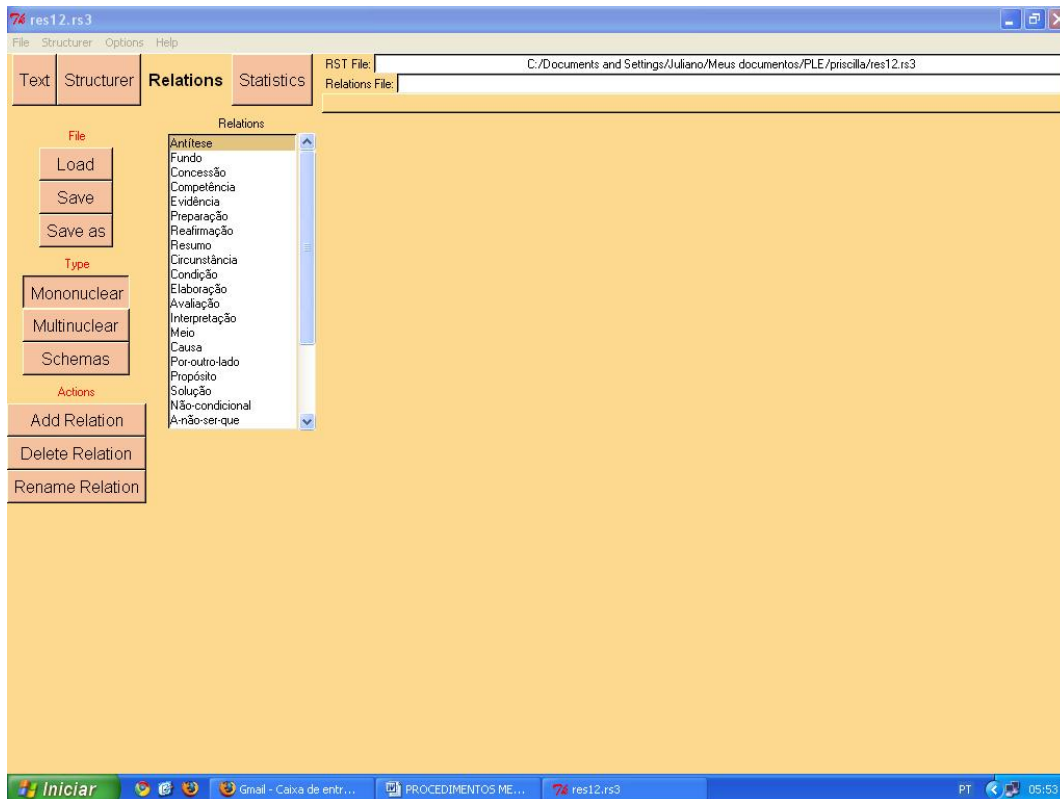 res12.rs3
File Structurer Options Help
Text Structurer Relations Statistics
RST File: C:/Documents and Settings/Juliano/Meus documentos/PLE/priscilla/res12.rs3
Relations File:
File
Load
Save
Save as
Type
Mononuclear
Multinuclear
Schemas
Actions
Add Relation
Delete Relation
Rename Relation
Relations
Antítese
Fundo
Concessão
Competência
Evidência
Preparação
Reafirmação
Resumo
Circunstância
Condição
Elaboração
Avaliação
Interpretação
Meio
Causa
Por-outro-lado
Propósito
Solução
Não-condicional
A-não-ser-que
Iniciar Gmail - Caixa de entr... PROCEDIMENTOS ME... res12.rs3 PT 05:53